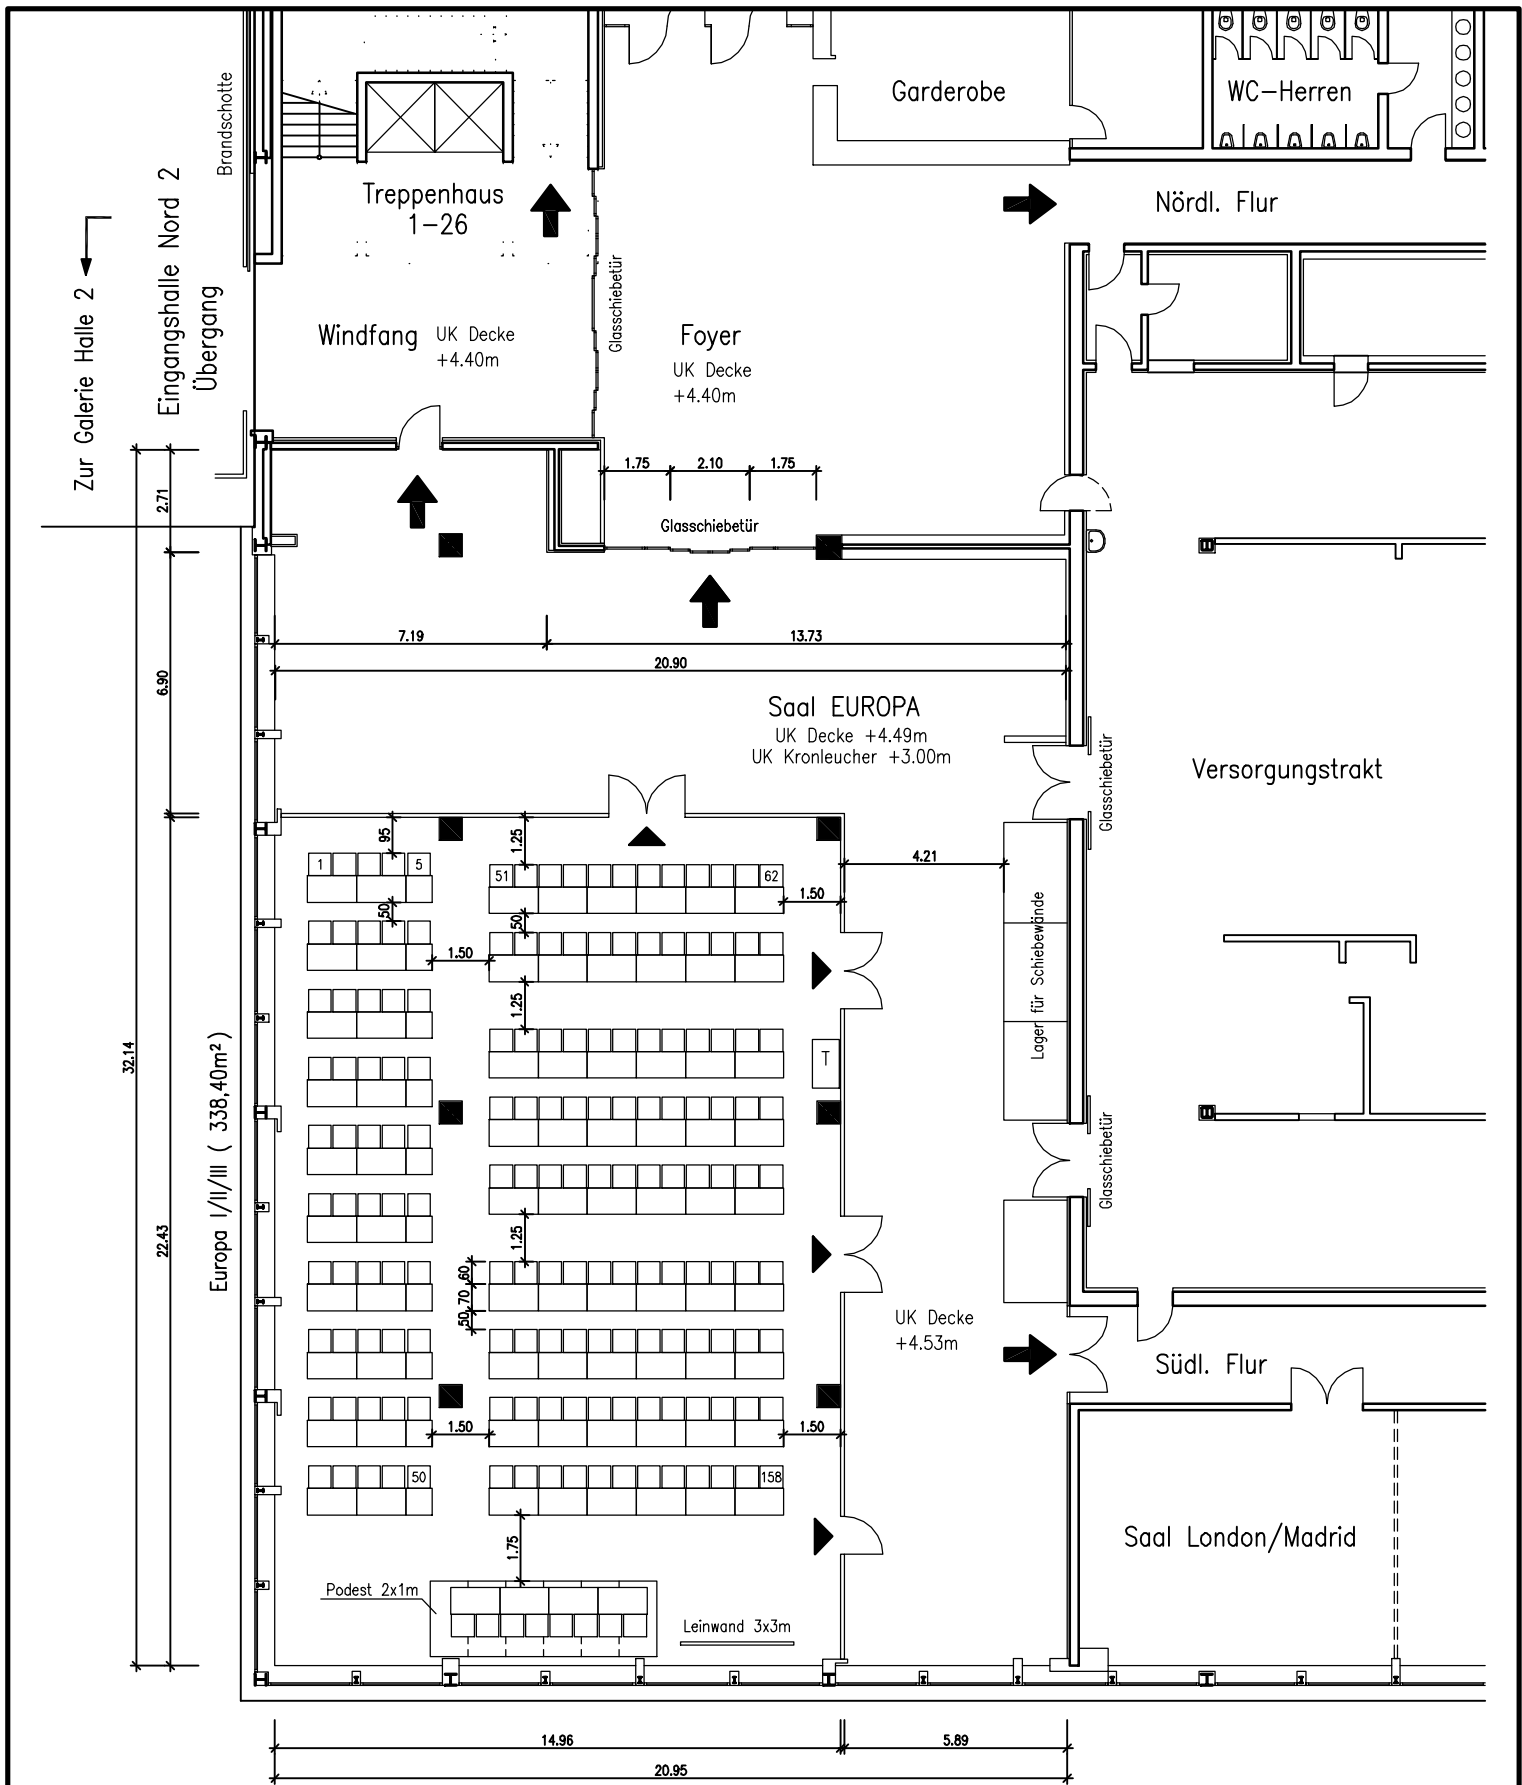 Brandschotte
Garderobe
WC-Herren
Treppenhaus
1-26
Nördl. Flur
Zur Galerie Halle 2
Eingangshalle Nord 2
Übergang
Windfang
UK Decke
+4.40m
Glasschiebetür
Foyer
UK Decke
+4.40m
1.75
2.10
1.75
Glasschiebetür
2.71
7.19
13.73
20.90
6.90
Saal EUROPA
UK Decke +4.49m
UK Kronleucher +3.00m
Glasschiebetür
Versorgungstrakt
95
1.25
4.21
1
5
51
62
1.50
50
50
1.50
1.25
Lager für Schiebewände
T
32.14
Europa I/II/III ( 338,40m²)
22.43
Glasschiebetür
1.25
60
70
50
UK Decke
+4.53m
Südl. Flur
1.50
1.50
50
158
1.75
Saal London/Madrid
Podest 2x1m
Leinwand 3x3m
14.96
5.89
20.95